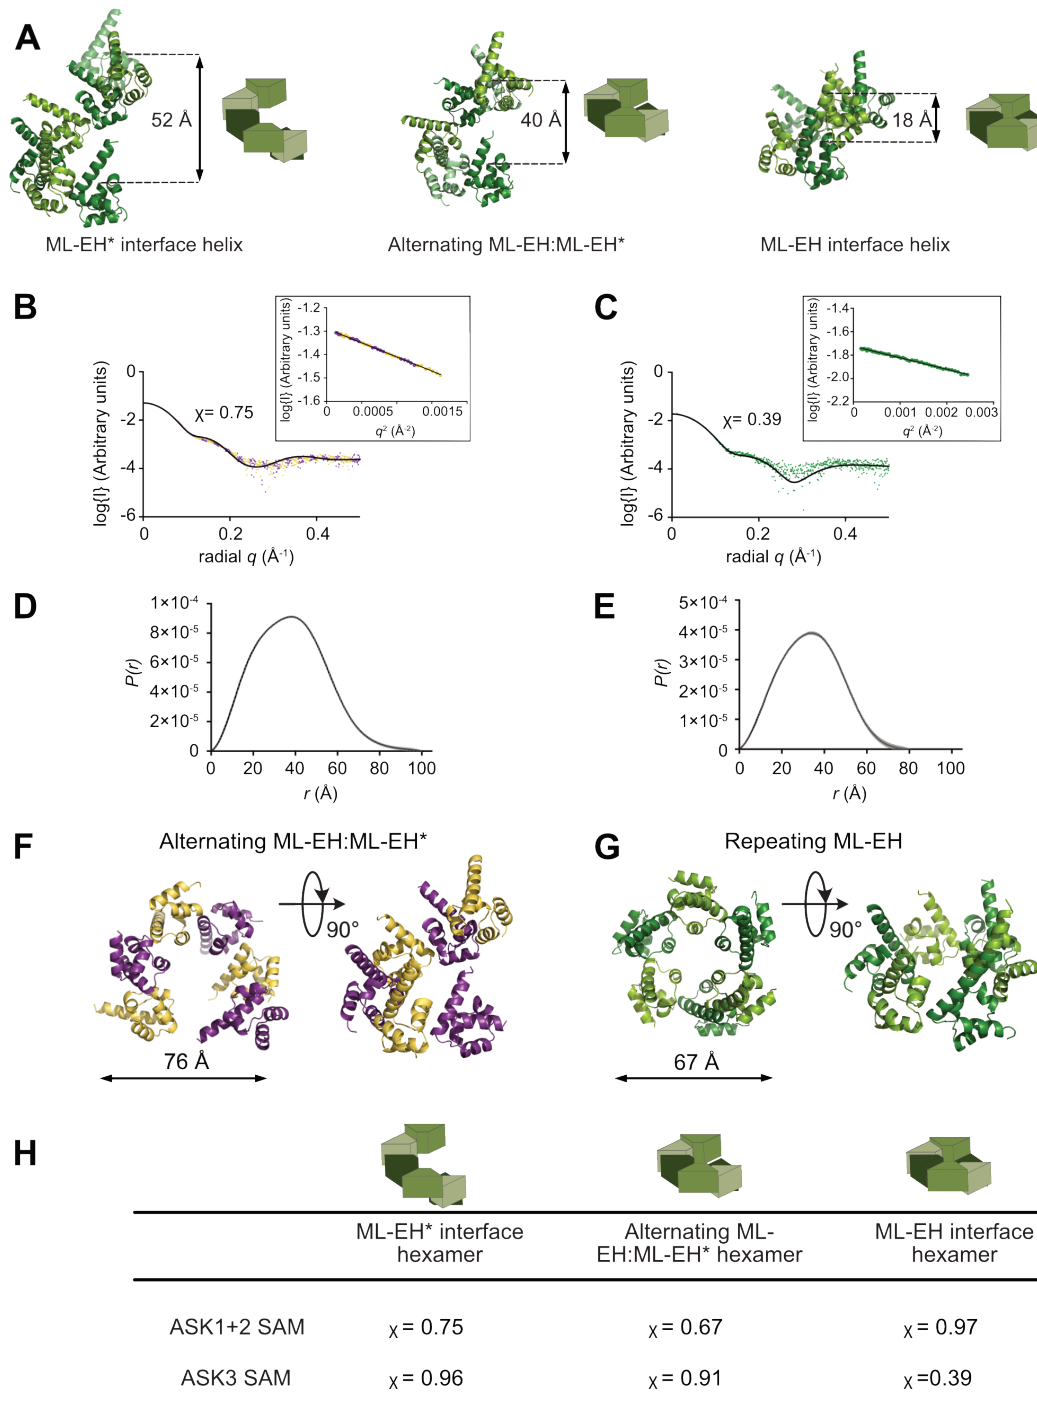 A
52 Å
40 Å
18 Å
ML-EH* interface helix
Alternating ML-EH:ML-EH*
ML-EH interface helix
B
log{I} (Arbitrary units)
0
-2
-4
-6
0
0.2
0.4
radial q (Å-1)
χ= 0.75
log{I} (Arbitrary units)
-1.2
-1.3
-1.4
-1.5
-1.6
0
0.0005
0.0015
q2 (Å-2)
C
log{I} (Arbitrary units)
0
-2
-4
-6
0
0.2
0.4
radial q (Å-1)
χ= 0.39
log{I} (Arbitrary units)
-1.4
-1.6
-1.8
-2.0
-2.2
0
0.001
0.002
0.003
q2 (Å-2)
D
P(r)
1×10-4
8×10-5
6×10-5
4×10-5
2×10-5
0
0
20
40
60
80
100
r (Å)
E
P(r)
5×10-4
4×10-5
3×10-5
2×10-5
1×10-5
0
0
20
40
60
80
100
r (Å)
F
Alternating ML-EH:ML-EH*
90°
76 Å
G
Repeating ML-EH
90°
67 Å
H
ML-EH* interface
hexamer
Alternating ML-
EH:ML-EH* hexamer
ML-EH interface
hexamer
ASK1+2 SAM
χ = 0.75
χ = 0.67
χ = 0.97
ASK3 SAM
χ = 0.96
χ = 0.91
χ =0.39